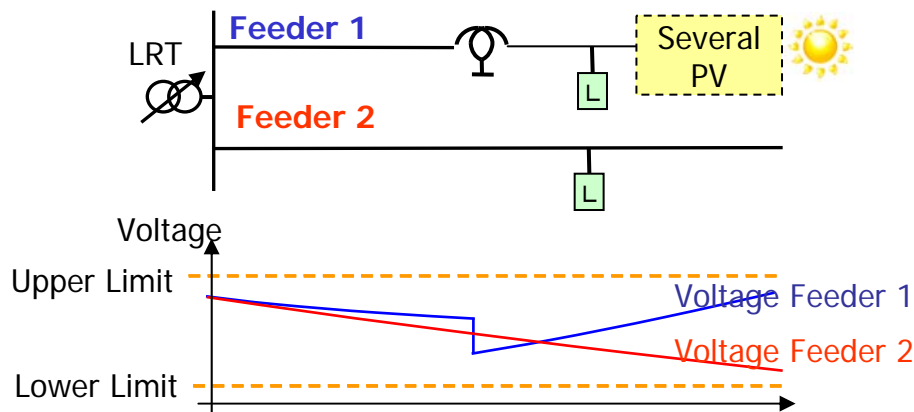 Feeder 1
Several
PV
LRT
L
Feeder 2
L
Voltage
Upper Limit
Voltage Feeder 1
Voltage Feeder 2
Lower Limit